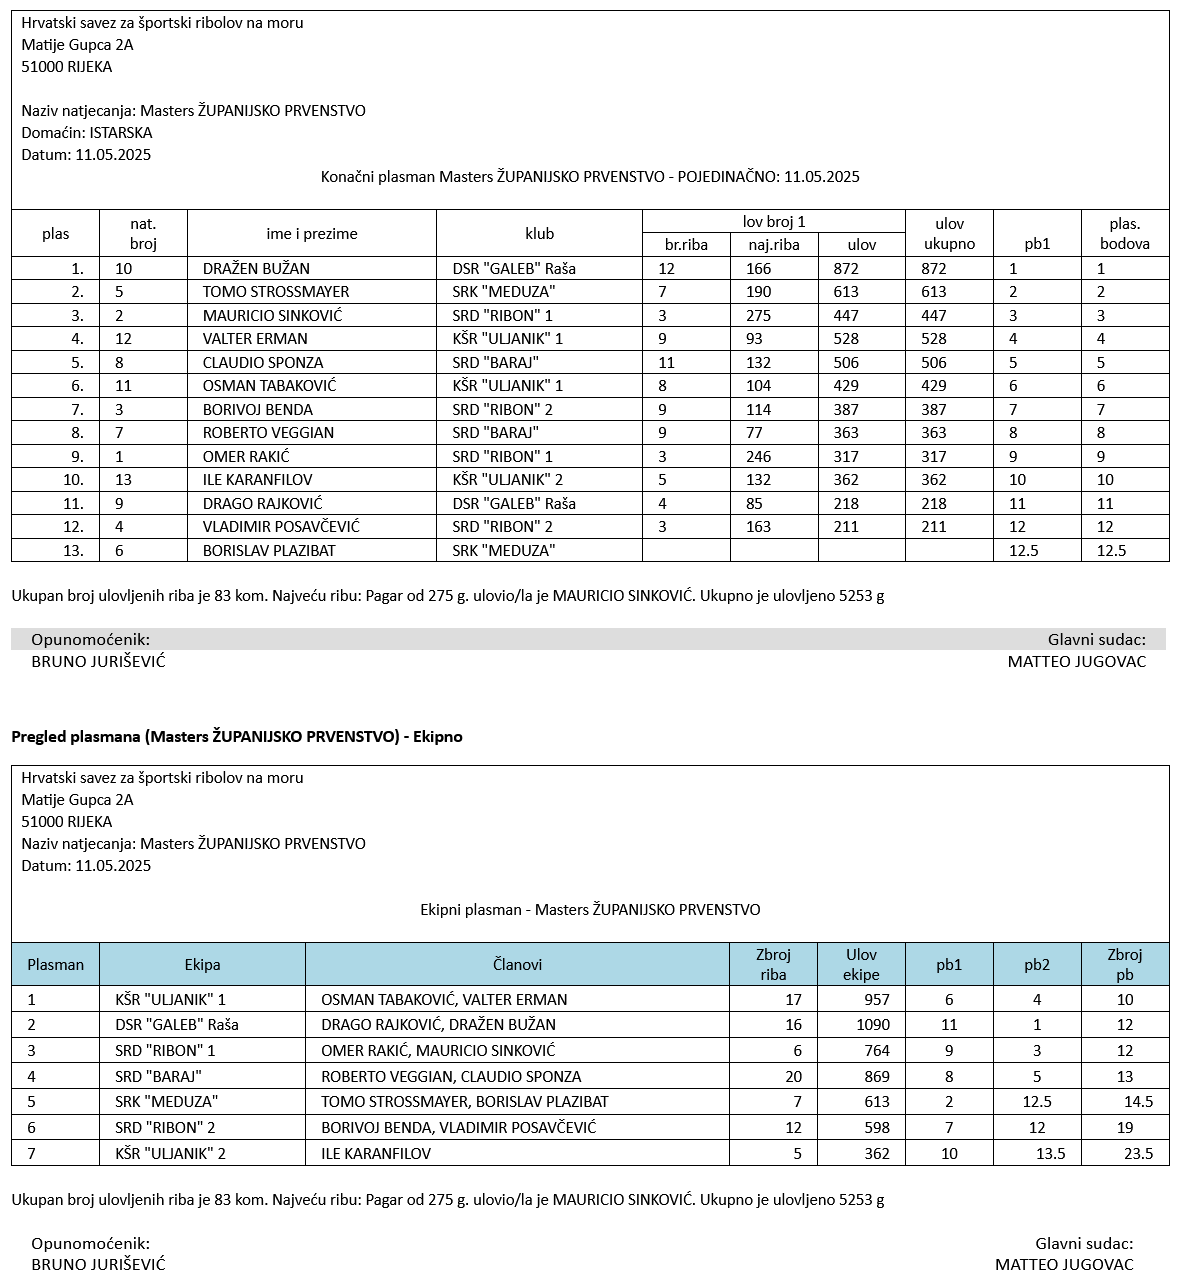 Hrvatski savez za športski ribolov na moru
Matije Gupca 2A
51000 RIJEKA
Naziv natjecanja: Masters ŽUPANIJSKO PRVENSTVO
Domaćin: ISTARSKA
Datum: 11.05.2025
Konačni plasman Masters ŽUPANIJSKO PRVENSTVO - POJEDINAČNO: 11.05.2025
plas nat. broj ime i prezime klub lov broj 1 ulov ukupno pb1 plas. bodova
br.riba naj.riba ulov
1. 10 DRAŽEN BUŽAN DSR "GALEB" Raša 12 166 872 872 1 1
2. 5 TOMO STROSSMAYER SRK "MEDUZA" 7 190 613 613 2 2
3. 2 MAURICIO SINKOVIĆ SRD "RIBON" 1 3 275 447 447 3 3
4. 12 VALTER ERMAN KŠR "ULJANIK" 1 9 93 528 528 4 4
5. 8 CLAUDIO SPONZA SRD "BARAJ" 11 132 506 506 5 5
6. 11 OSMAN TABAKOVIĆ KŠR "ULJANIK" 1 8 104 429 429 6 6
7. 3 BORIVOJ BENDA SRD "RIBON" 2 9 114 387 387 7 7
8. 7 ROBERTO VEGGIAN SRD "BARAJ" 9 77 363 363 8 8
9. 1 OMER RAKIĆ SRD "RIBON" 1 3 246 317 317 9 9
10. 13 ILE KARANFILOV KŠR "ULJANIK" 2 5 132 362 362 10 10
11. 9 DRAGO RAJKOVIĆ DSR "GALEB" Raša 4 85 218 218 11 11
12. 4 VLADIMIR POSAVČEVIĆ SRD "RIBON" 2 3 163 211 211 12 12
13. 6 BORISLAV PLAZIBAT SRK "MEDUZA" 12.5 12.5
Ukupan broj ulovljenih riba je 83 kom. Najveću ribu: Pagar od 275 g. ulovio/la je MAURICIO SINKOVIĆ. Ukupno je ulovljeno 5253 g
Opunomoćenik: Glavni sudac:
BRUNO JURIŠEVIĆ MATTEO JUGOVAC
Pregled plasmana (Masters ŽUPANIJSKO PRVENSTVO) - Ekipno
Hrvatski savez za športski ribolov na moru
Matije Gupca 2A
51000 RIJEKA
Naziv natjecanja: Masters ŽUPANIJSKO PRVENSTVO
Datum: 11.05.2025
Ekipni plasman - Masters ŽUPANIJSKO PRVENSTVO
Plasman Ekipa Članovi Zbroj riba Ulov ekipe pb1 pb2 Zbroj pb
1 KŠR "ULJANIK" 1 OSMAN TABAKOVIĆ, VALTER ERMAN 17 957 6 4 10
2 DSR "GALEB" Raša DRAGO RAJKOVIĆ, DRAŽEN BUŽAN 16 1090 11 1 12
3 SRD "RIBON" 1 OMER RAKIĆ, MAURICIO SINKOVIĆ 6 764 9 3 12
4 SRD "BARAJ" ROBERTO VEGGIAN, CLAUDIO SPONZA 20 869 8 5 13
5 SRK "MEDUZA" TOMO STROSSMAYER, BORISLAV PLAZIBAT 7 613 2 12.5 14.5
6 SRD "RIBON" 2 BORIVOJ BENDA, VLADIMIR POSAVČEVIĆ 12 598 7 12 19
7 KŠR "ULJANIK" 2 ILE KARANFILOV 5 362 10 13.5 23.5
Ukupan broj ulovljenih riba je 83 kom. Najveću ribu: Pagar od 275 g. ulovio/la je MAURICIO SINKOVIĆ. Ukupno je ulovljeno 5253 g
Opunomoćenik: Glavni sudac:
BRUNO JURIŠEVIĆ MATTEO JUGOVAC